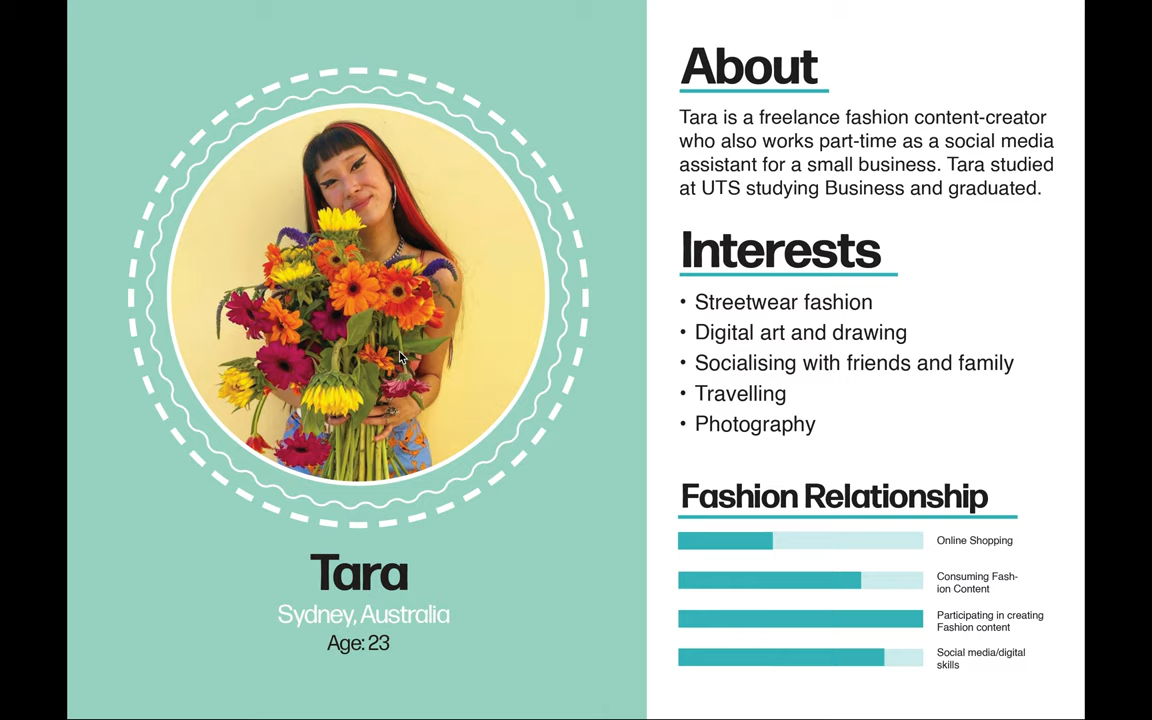 About
Tara is a freelance fashion content-creator
who also works part-time as a social media
assistant for a small business. Tara studied
at UTS studying Business and graduated.
Interests
• Streetwear fashion
• Digital art and drawing
• Socialising with friends and family
• Travelling
• Photography
Fashion Relationship
Online Shopping
Consuming Fash-
ion Content
Participating in creating
Fashion content
Social media/digital
skills
Tara
Sydney, Australia
Age: 23